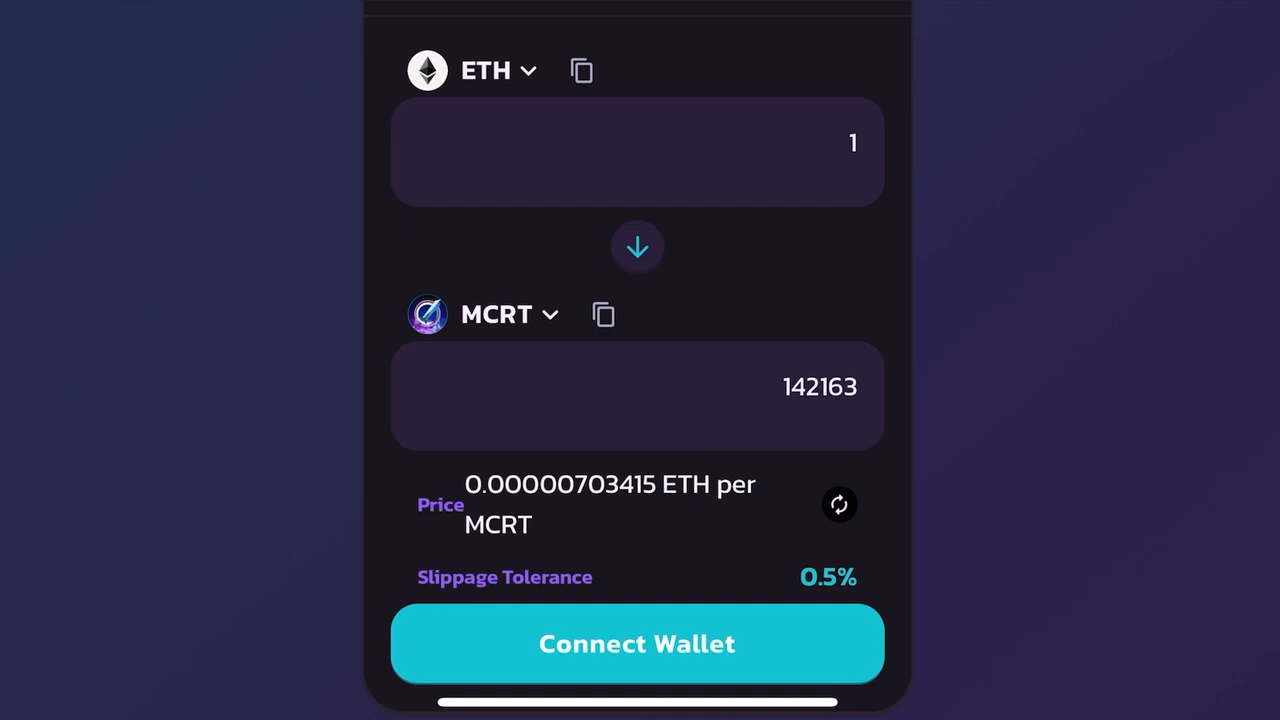 ETH
1
MCRT
142163
Price
0.00000703415 ETH per
MCRT
Slippage Tolerance
0.5%
Connect Wallet